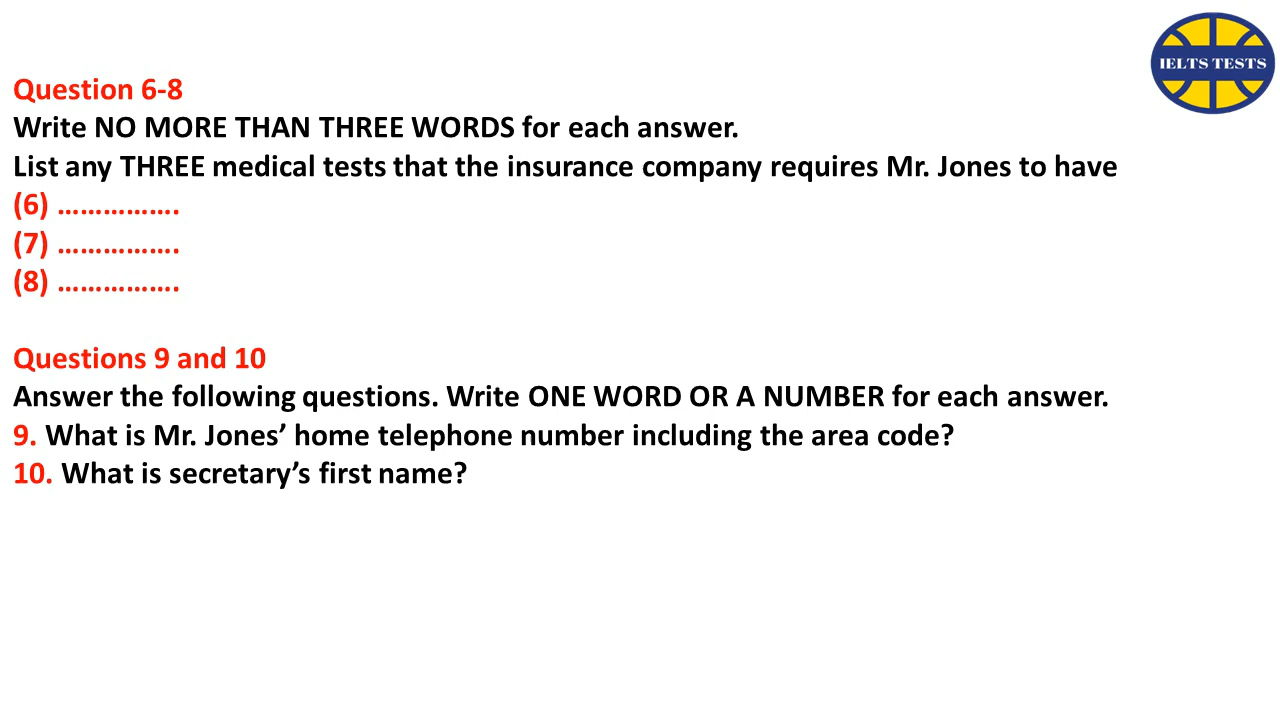 IELTS TESTS
Question 6-8
Write NO MORE THAN THREE WORDS for each answer.
List any THREE medical tests that the insurance company requires Mr. Jones to have
(6) …………….
(7) …………….
(8) …………….
Questions 9 and 10
Answer the following questions. Write ONE WORD OR A NUMBER for each answer.
9. What is Mr. Jones’ home telephone number including the area code?
10. What is secretary’s first name?